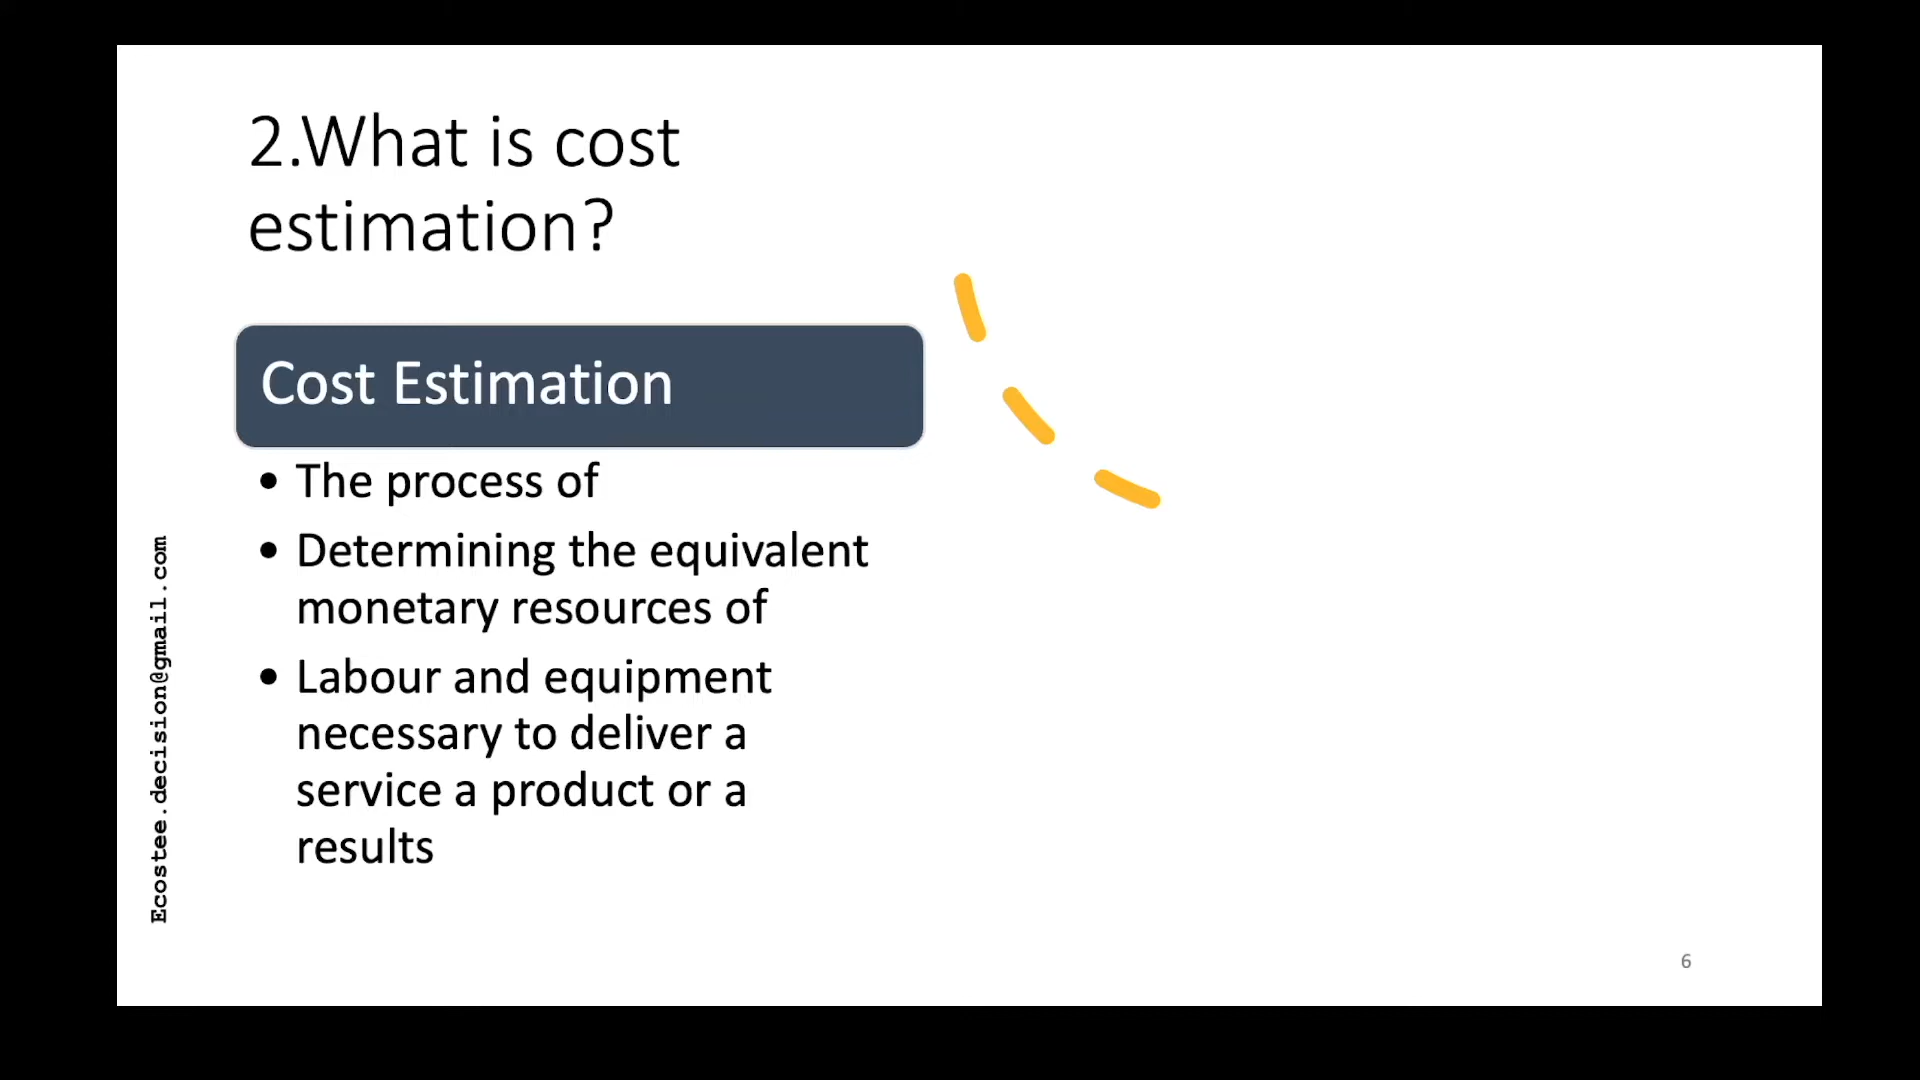 2.What is cost
estimation?
Cost Estimation
• The process of
• Determining the equivalent
monetary resources of
• Labour and equipment
necessary to deliver a
service a product or a
results
Ecostee.decision@gmail.com
6